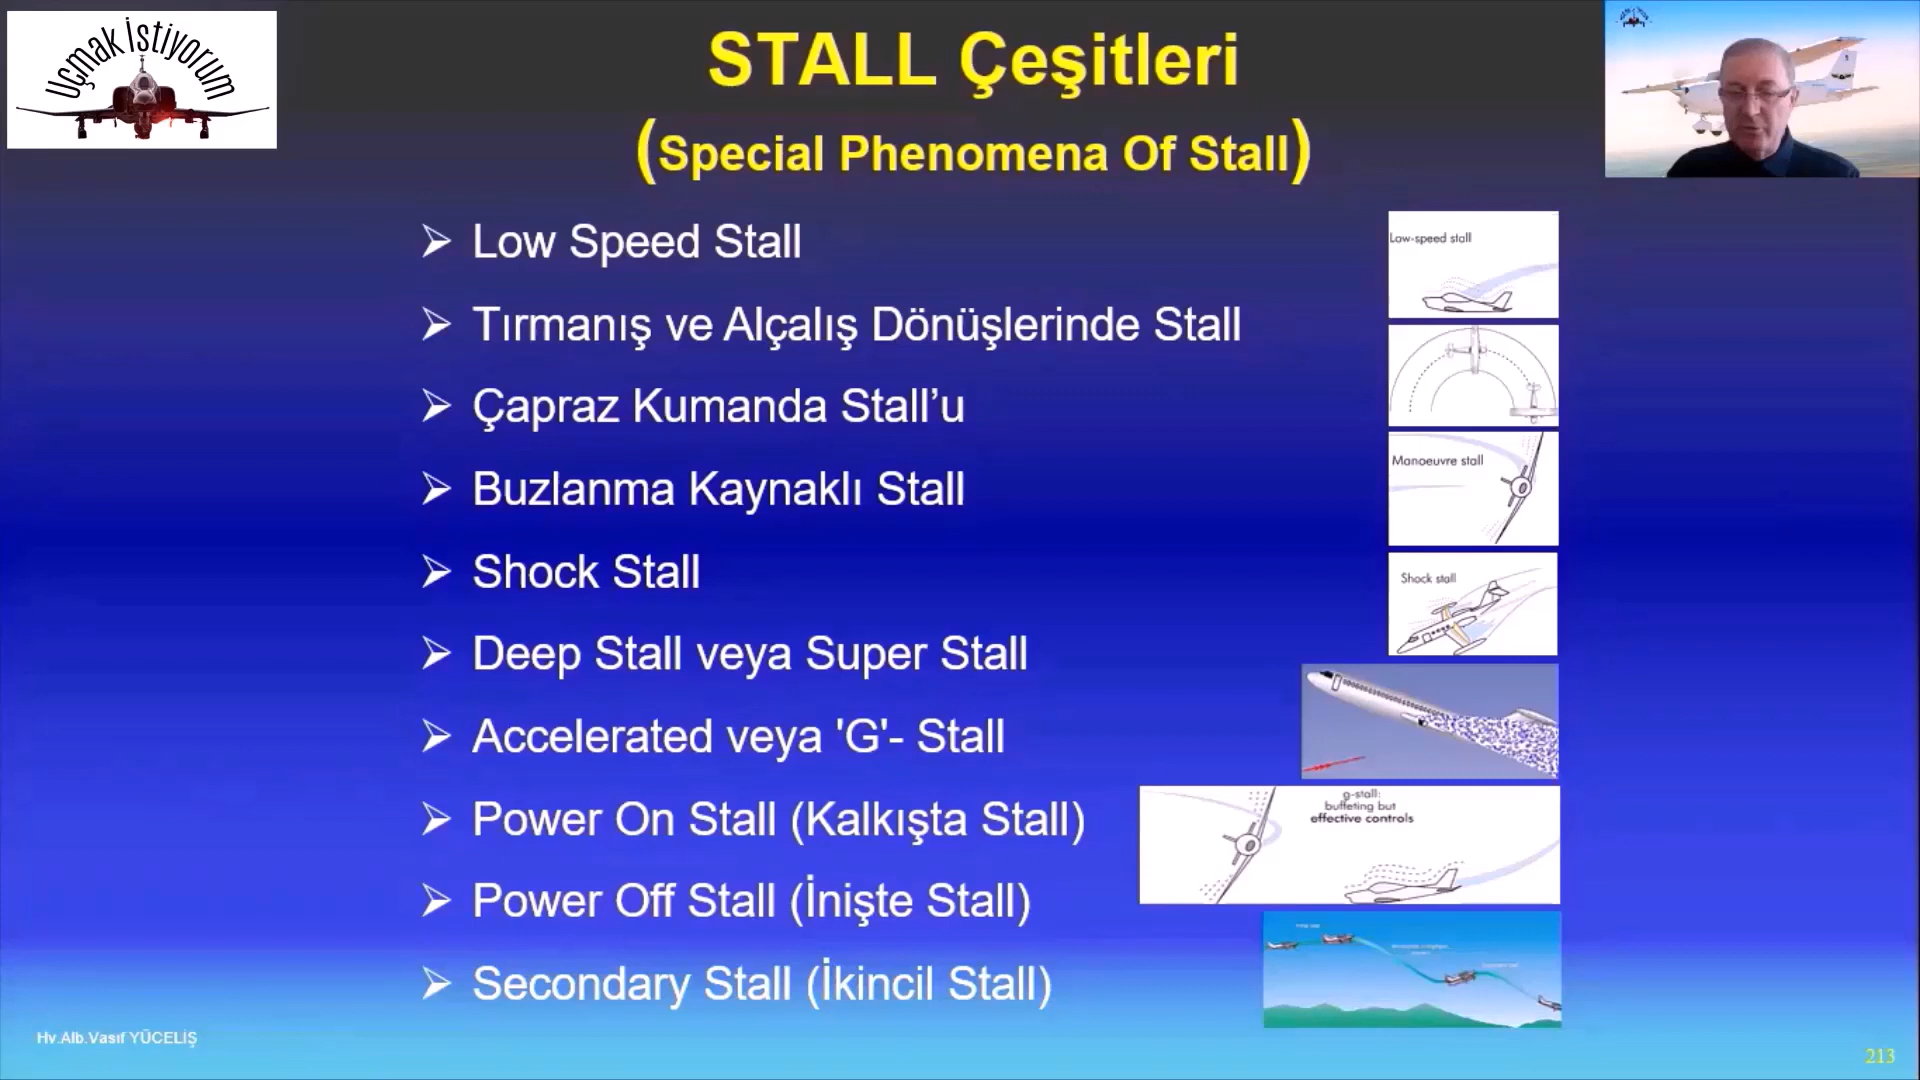 Uçmak İstiyorum
STALL Çeşitleri
(Special Phenomena Of Stall)
Low Speed Stall
Tırmanış ve Alçalış Dönüşlerinde Stall
Çapraz Kumanda Stall’u
Buzlanma Kaynaklı Stall
Shock Stall
Deep Stall veya Super Stall
Accelerated veya 'G'- Stall
Power On Stall (Kalkışta Stall)
Power Off Stall (İnişte Stall)
Secondary Stall (İkincil Stall)
Low-speed stall
Manoeuvre stall
Shock stall
g-stall:
buffeting but
effective controls
Hv.Alb.Vasıf YÜCELİŞ
213